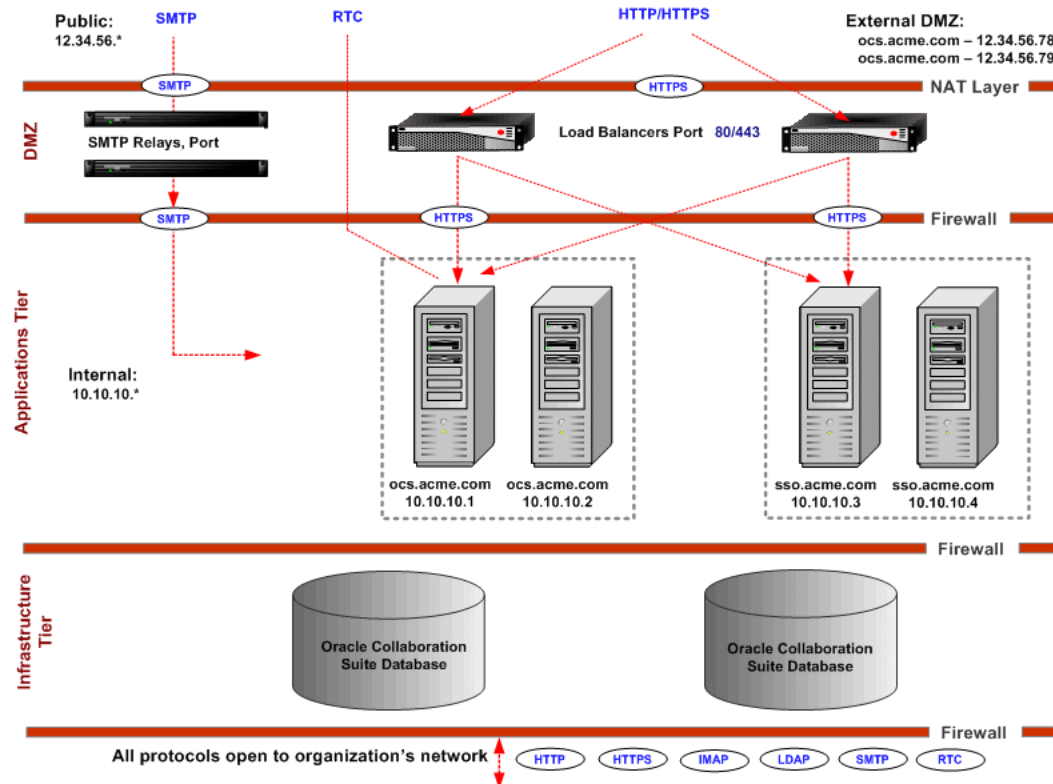 Public:
12.34.56.*
SMTP
RTC
HTTP/HTTPS
External DMZ:
ocs.acme.com – 12.34.56.78
ocs.acme.com – 12.34.56.79
SMTP
HTTPS
NAT Layer
DMZ
SMTP Relays, Port
Load Balancers Port 80/443
SMTP
HTTPS
HTTPS
Firewall
Applications Tier
Internal:
10.10.10.*
ocs.acme.com
10.10.10.1
ocs.acme.com
10.10.10.2
sso.acme.com
10.10.10.3
sso.acme.com
10.10.10.4
Firewall
Infrastructure
Tier
Oracle Collaboration
Suite Database
Oracle Collaboration
Suite Database
Firewall
All protocols open to organization's network
HTTP
HTTPS
IMAP
LDAP
SMTP
RTC